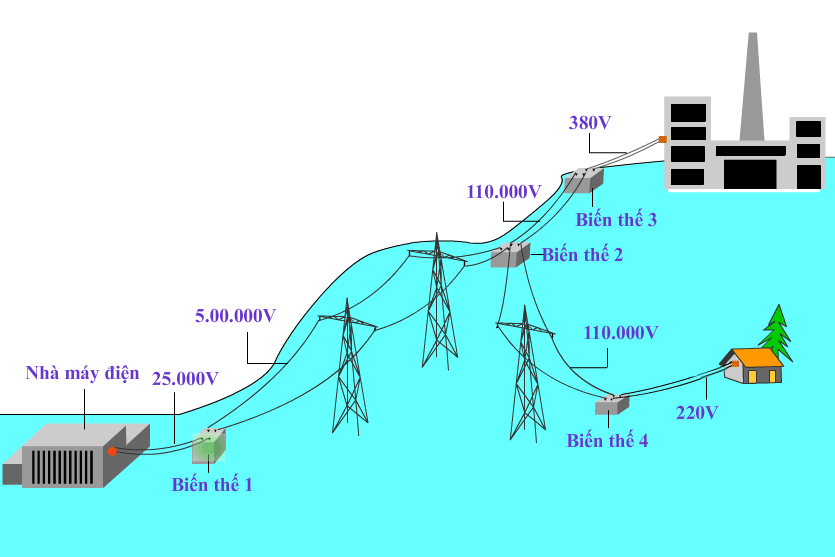 380V
110.000V
Biến thế 3
Biến thế 2
5.00.000V
110.000V
Nhà máy điện
25.000V
220V
Biến thế 4
Biến thế 1